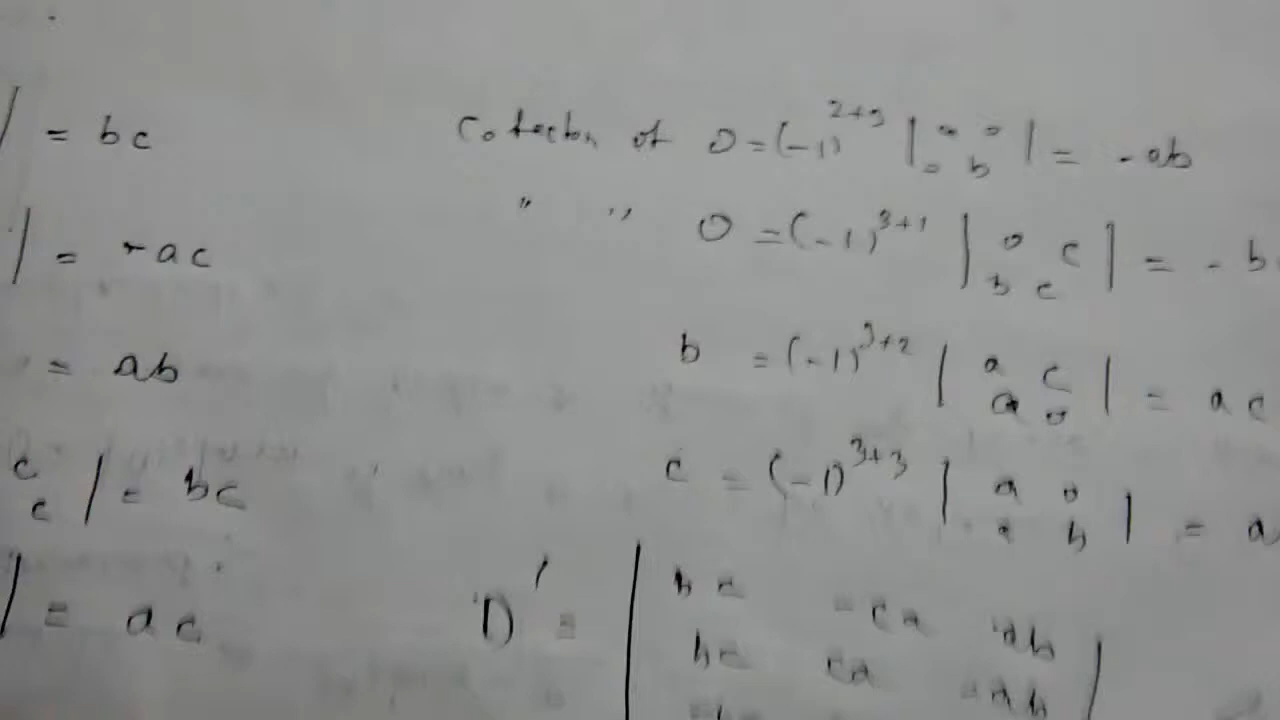 = bc
Cofactor of 0 = (-1)^{2+3} | a 0 ; 0 b | = - ab
| = - ac
" " 0 = (-1)^{3+1} | 0 c ; b c | = - b
= ab
b = (-1)^{3+2} | a c ; a 0 | = ac
c c | = bc
c = (-1)^{3+3} | a 0 ; a b | = a
| = ac
D' = | bc -ca ab
bc ca -ab |